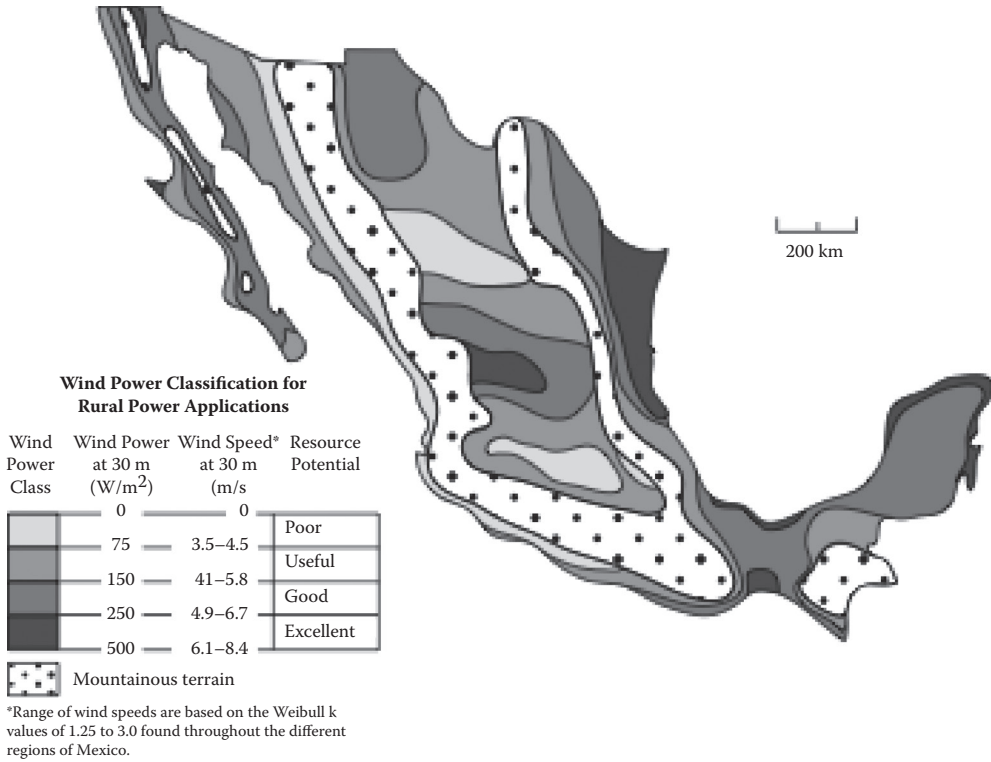 200 km
Wind Power Classification for
Rural Power Applications
Wind Wind Power Wind Speed* Resource
Power at 30 m at 30 m Potential
Class (W/m2) (m/s
0 0
Poor
75 3.5–4.5
Useful
150 41–5.8
Good
250 4.9–6.7
Excellent
500 6.1–8.4
Mountainous terrain
*Range of wind speeds are based on the Weibull k
values of 1.25 to 3.0 found throughout the different
regions of Mexico.